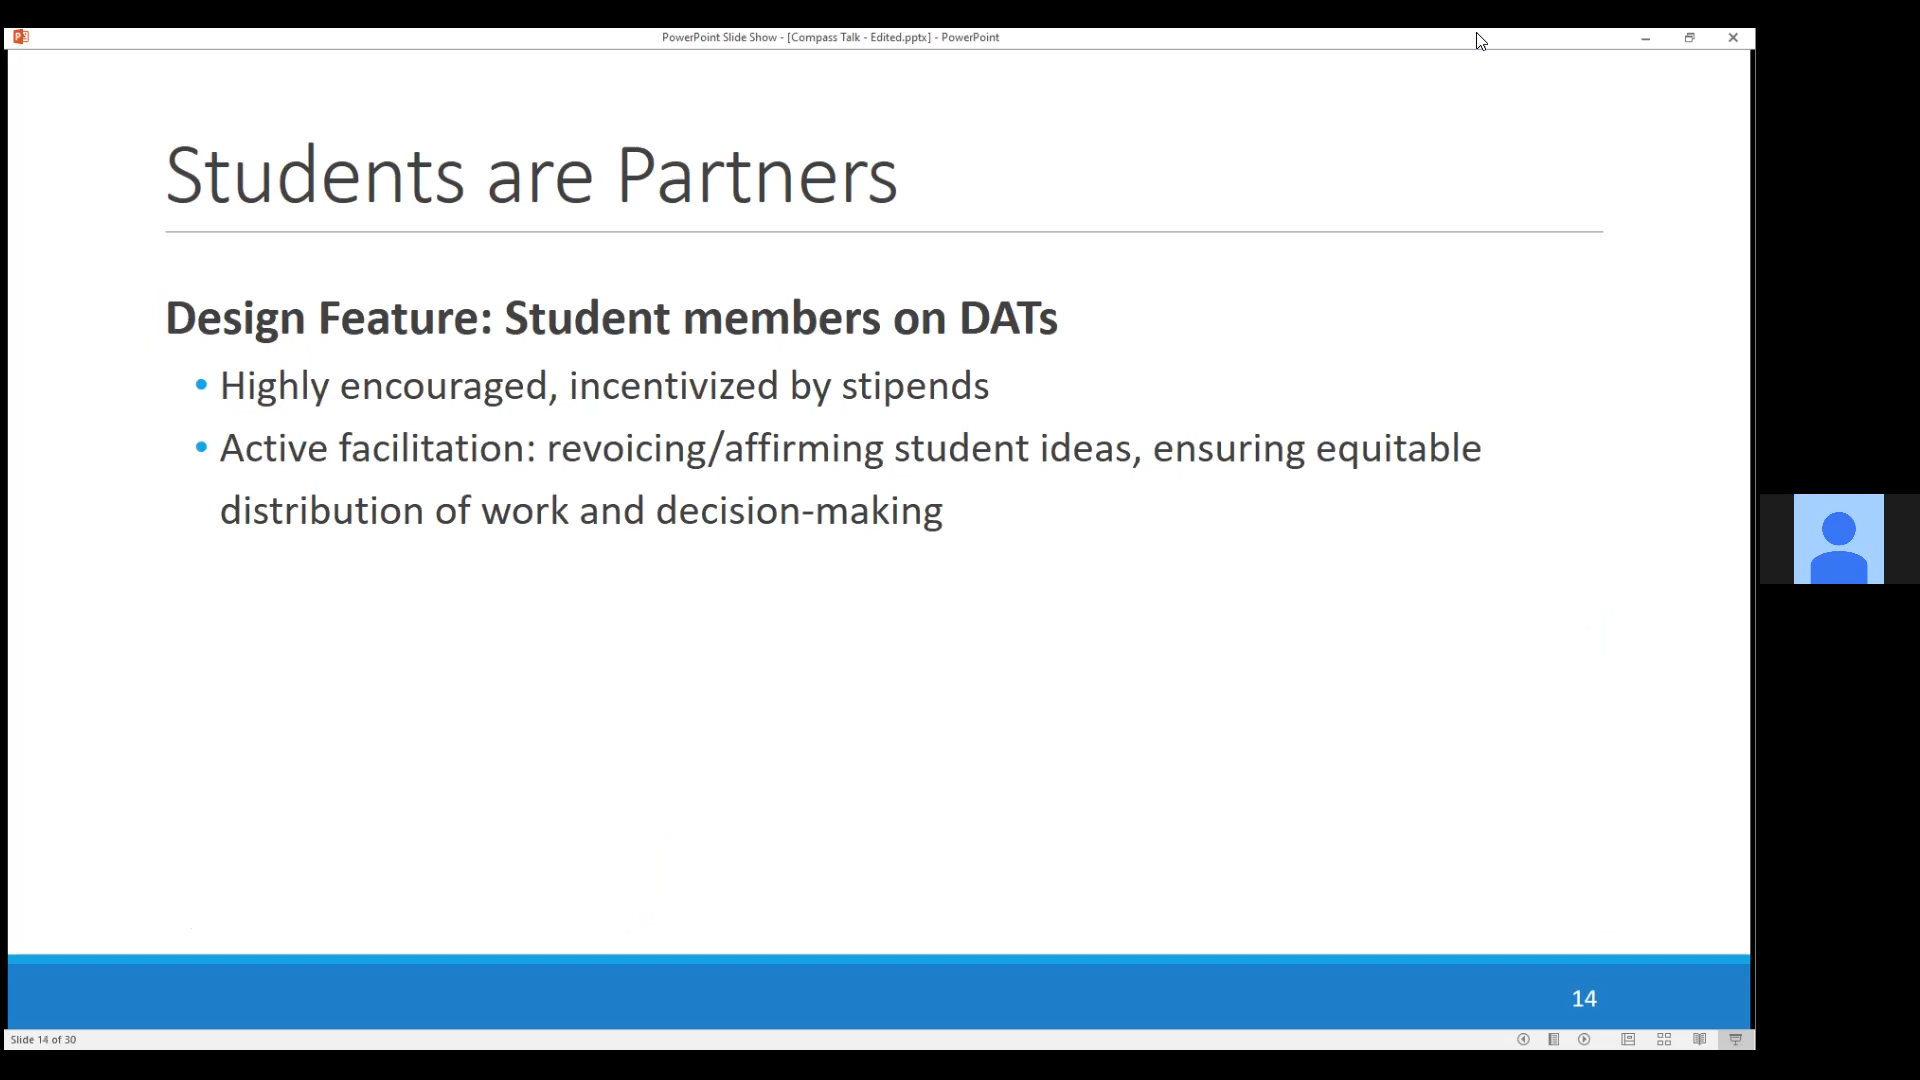 PowerPoint Slide Show - [Compass Talk - Edited.pptx] - PowerPoint
Students are Partners
Design Feature: Student members on DATs
• Highly encouraged, incentivized by stipends
• Active facilitation: revoicing/affirming student ideas, ensuring equitable
distribution of work and decision-making
14
Slide 14 of 30